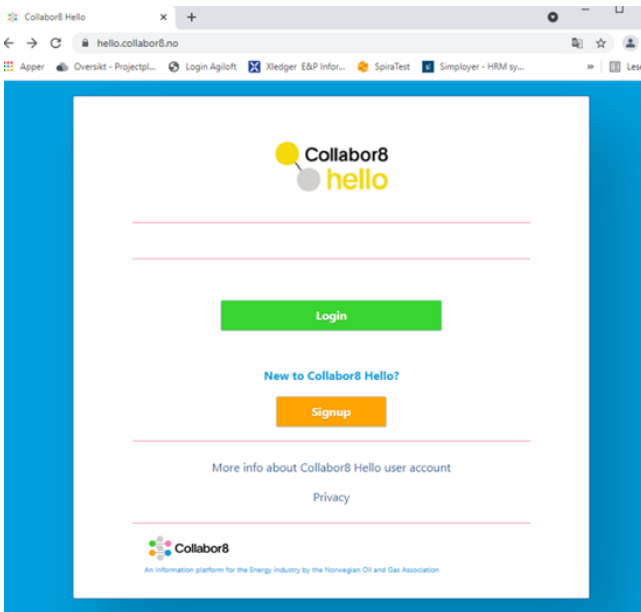 Collabor8 Hello
hello.collabor8.no
Apper Oversikt - Projectpl... Login Agiloft Xledger E&P Infor... SpiraTest Simployer - HRM sy... » Lese
Collabor8
hello
Login
New to Collabor8 Hello?
Signup
More info about Collabor8 Hello user account
Privacy
Collabor8
An Information platform for the Energy industry by the Norwegian Oil and Gas Association